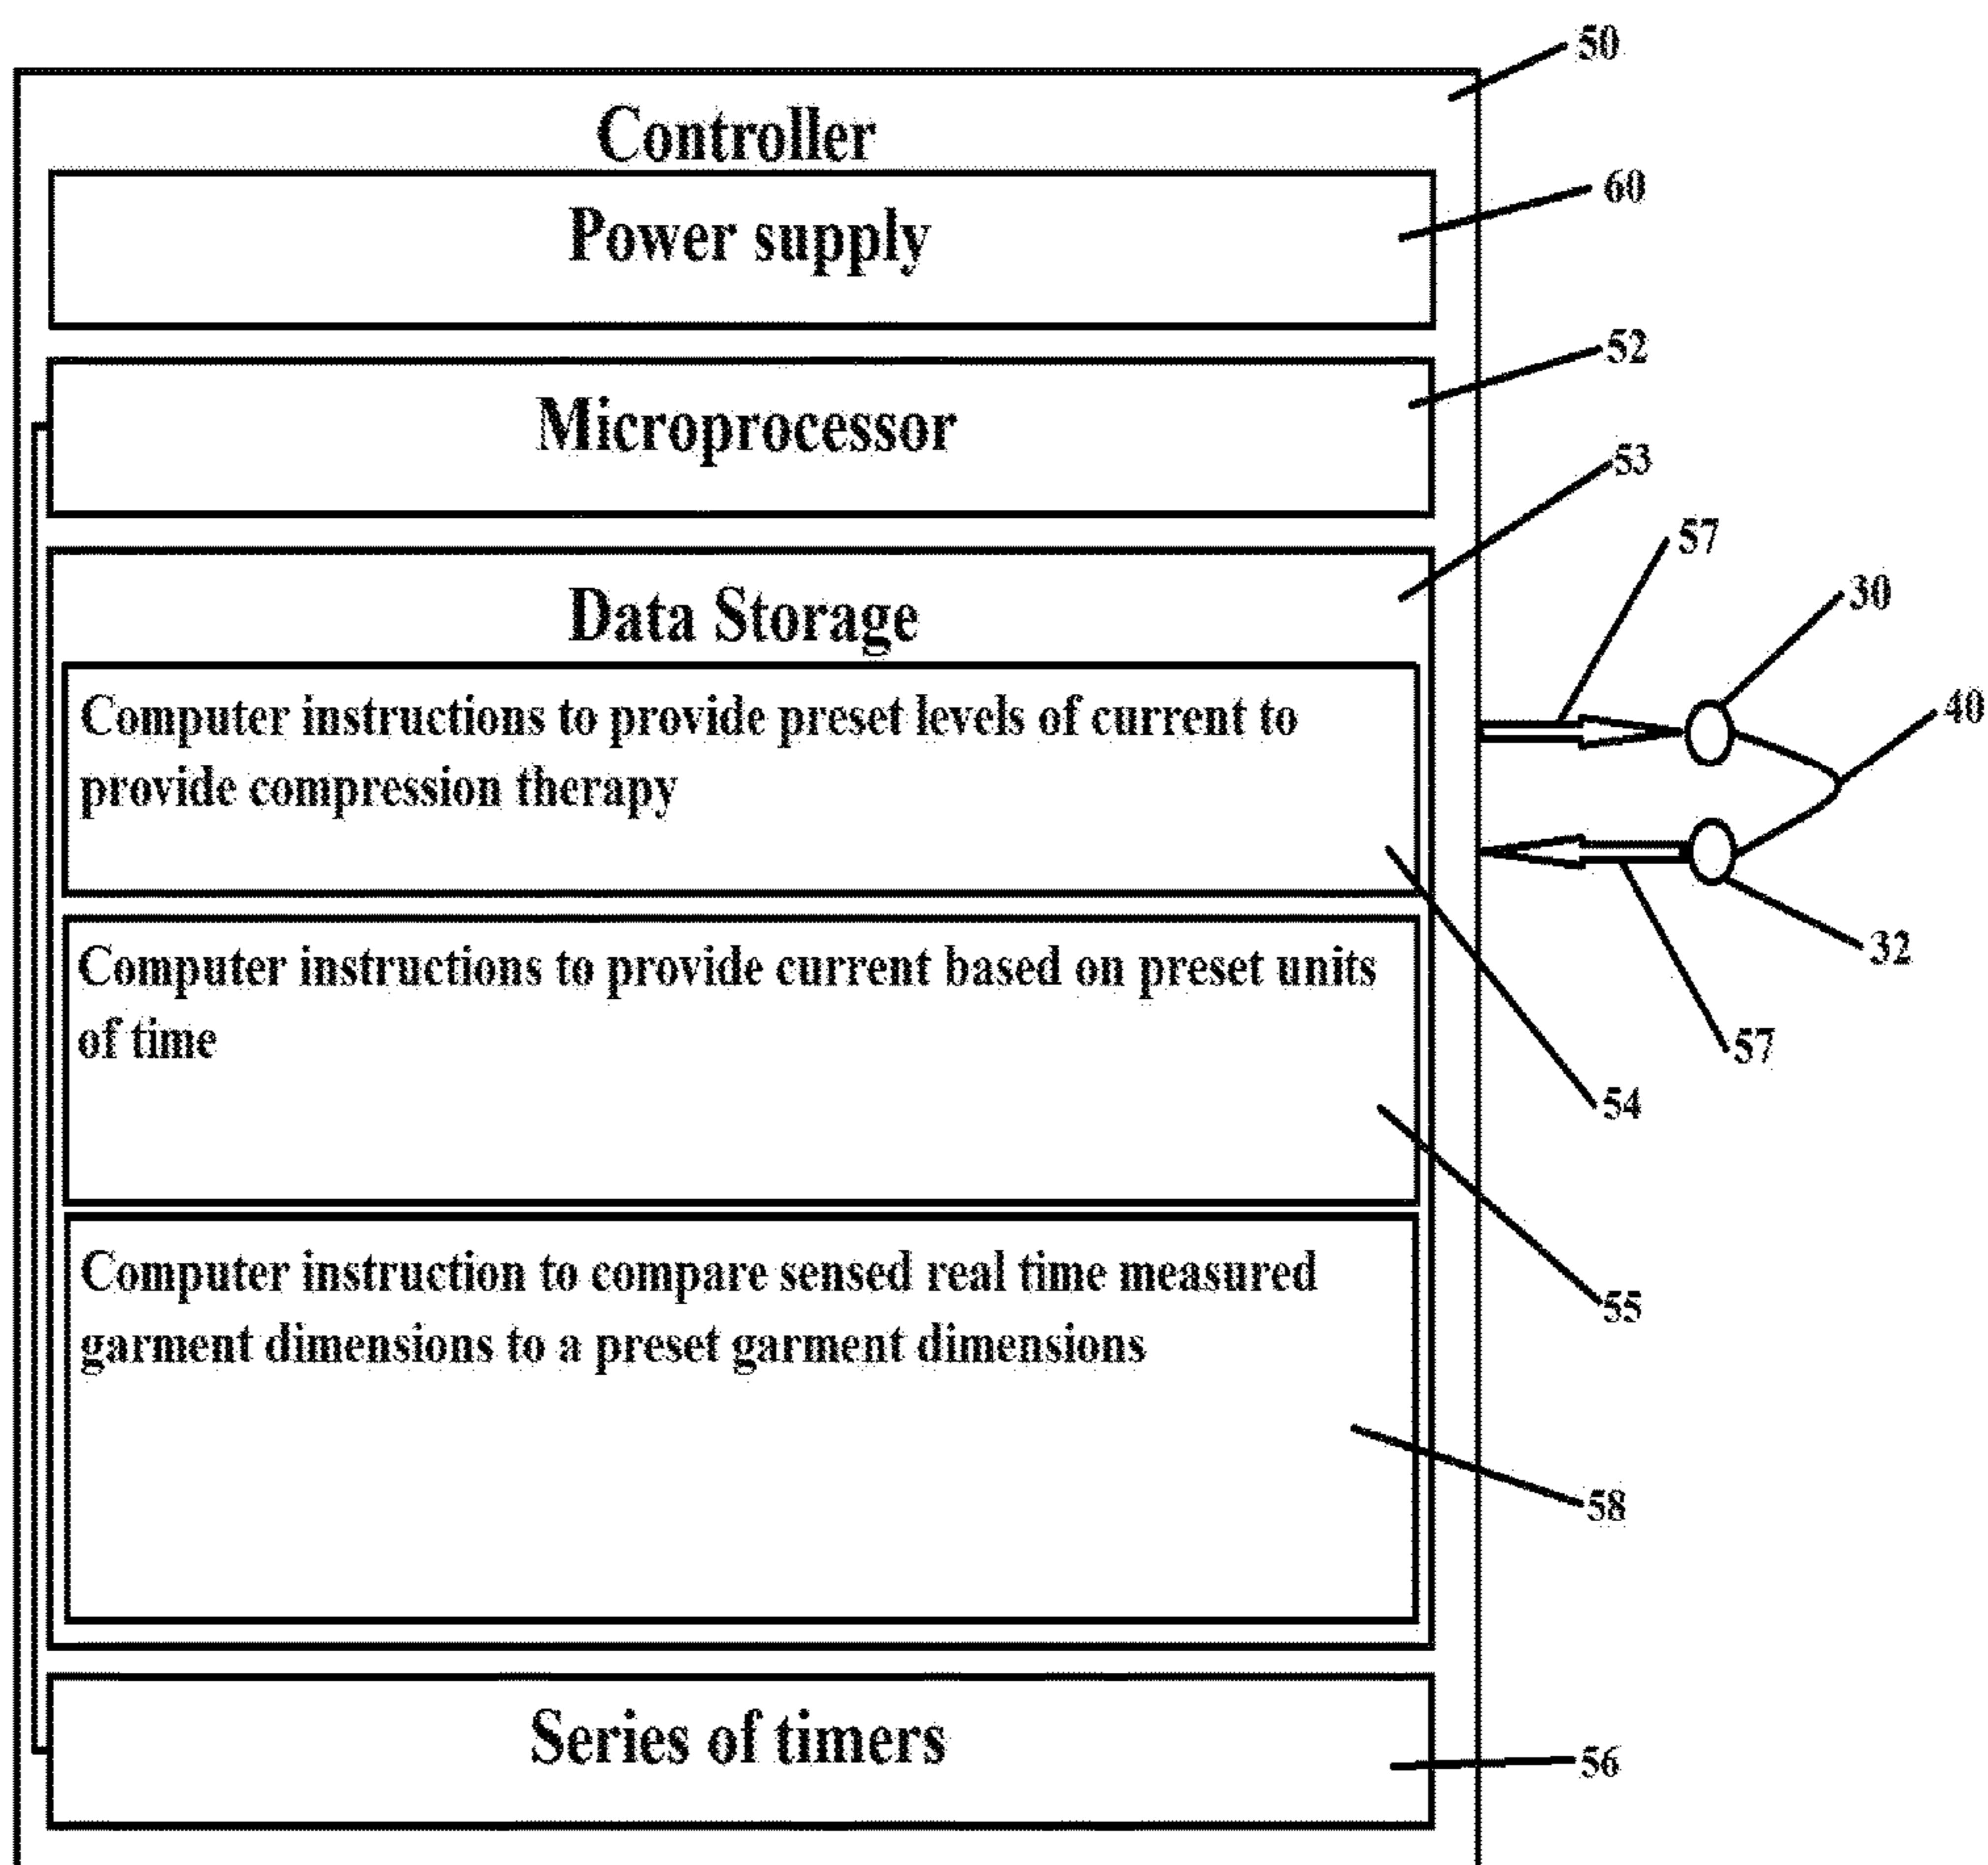 50
Controller
60
Power supply
52
Microprocessor
53
57
Data Storage
30
40
Computer instructions to provide preset levels of current to
provide compression therapy
32
Computer instructions to provide current based on preset units
of time
57
54
Computer instruction to compare sensed real time measured
garment dimensions to a preset garment dimensions
55
58
Series of timers
56